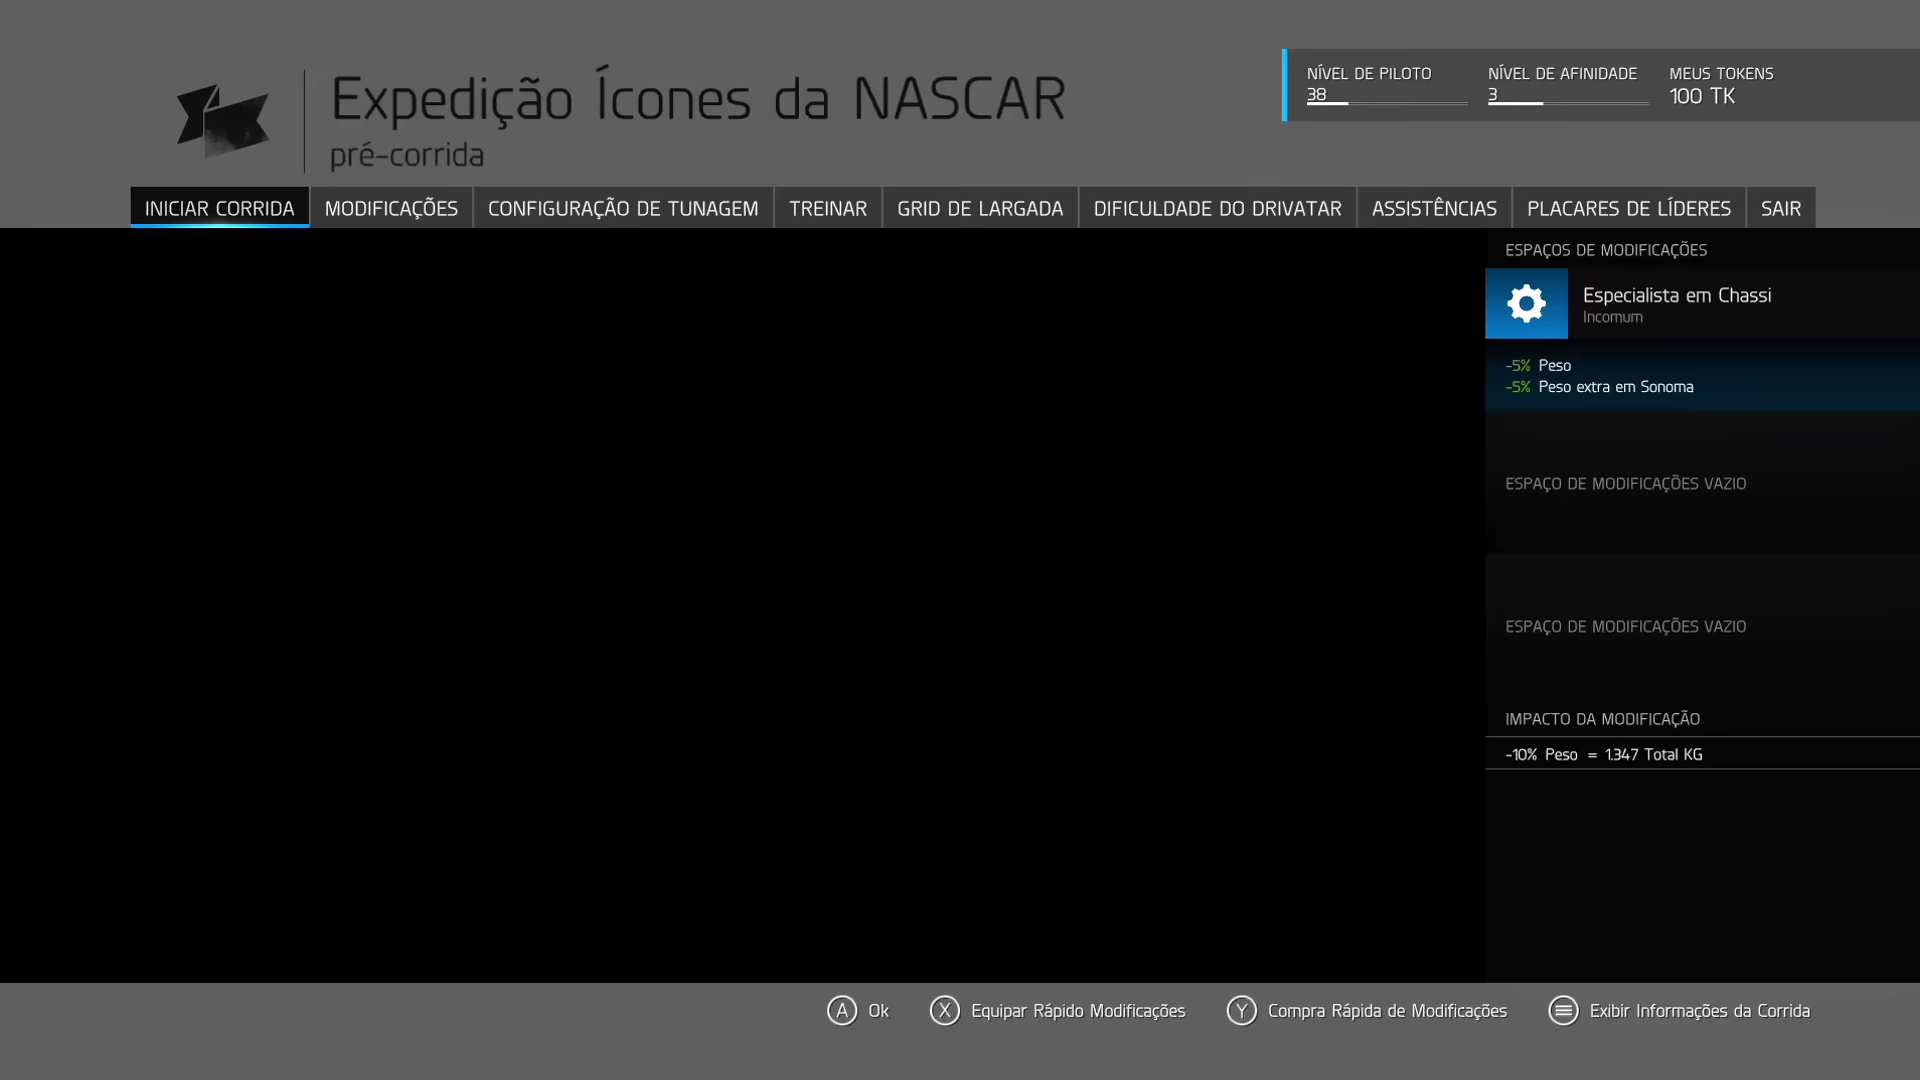 Expedição Ícones da NASCAR
pré-corrida
NÍVEL DE PILOTO
38
NÍVEL DE AFINIDADE
3
MEUS TOKENS
100 TK
INICIAR CORRIDA
MODIFICAÇÕES
CONFIGURAÇÃO DE TUNAGEM
TREINAR
GRID DE LARGADA
DIFICULDADE DO DRIVATAR
ASSISTÊNCIAS
PLACARES DE LÍDERES
SAIR
ESPAÇOS DE MODIFICAÇÕES
Especialista em Chassi
Incomum
-5% Peso
-5% Peso extra em Sonoma
ESPAÇO DE MODIFICAÇÕES VAZIO
ESPAÇO DE MODIFICAÇÕES VAZIO
IMPACTO DA MODIFICAÇÃO
-10% Peso = 1.347 Total KG
A Ok
X Equipar Rápido Modificações
Y Compra Rápida de Modificações
Exibir Informações da Corrida